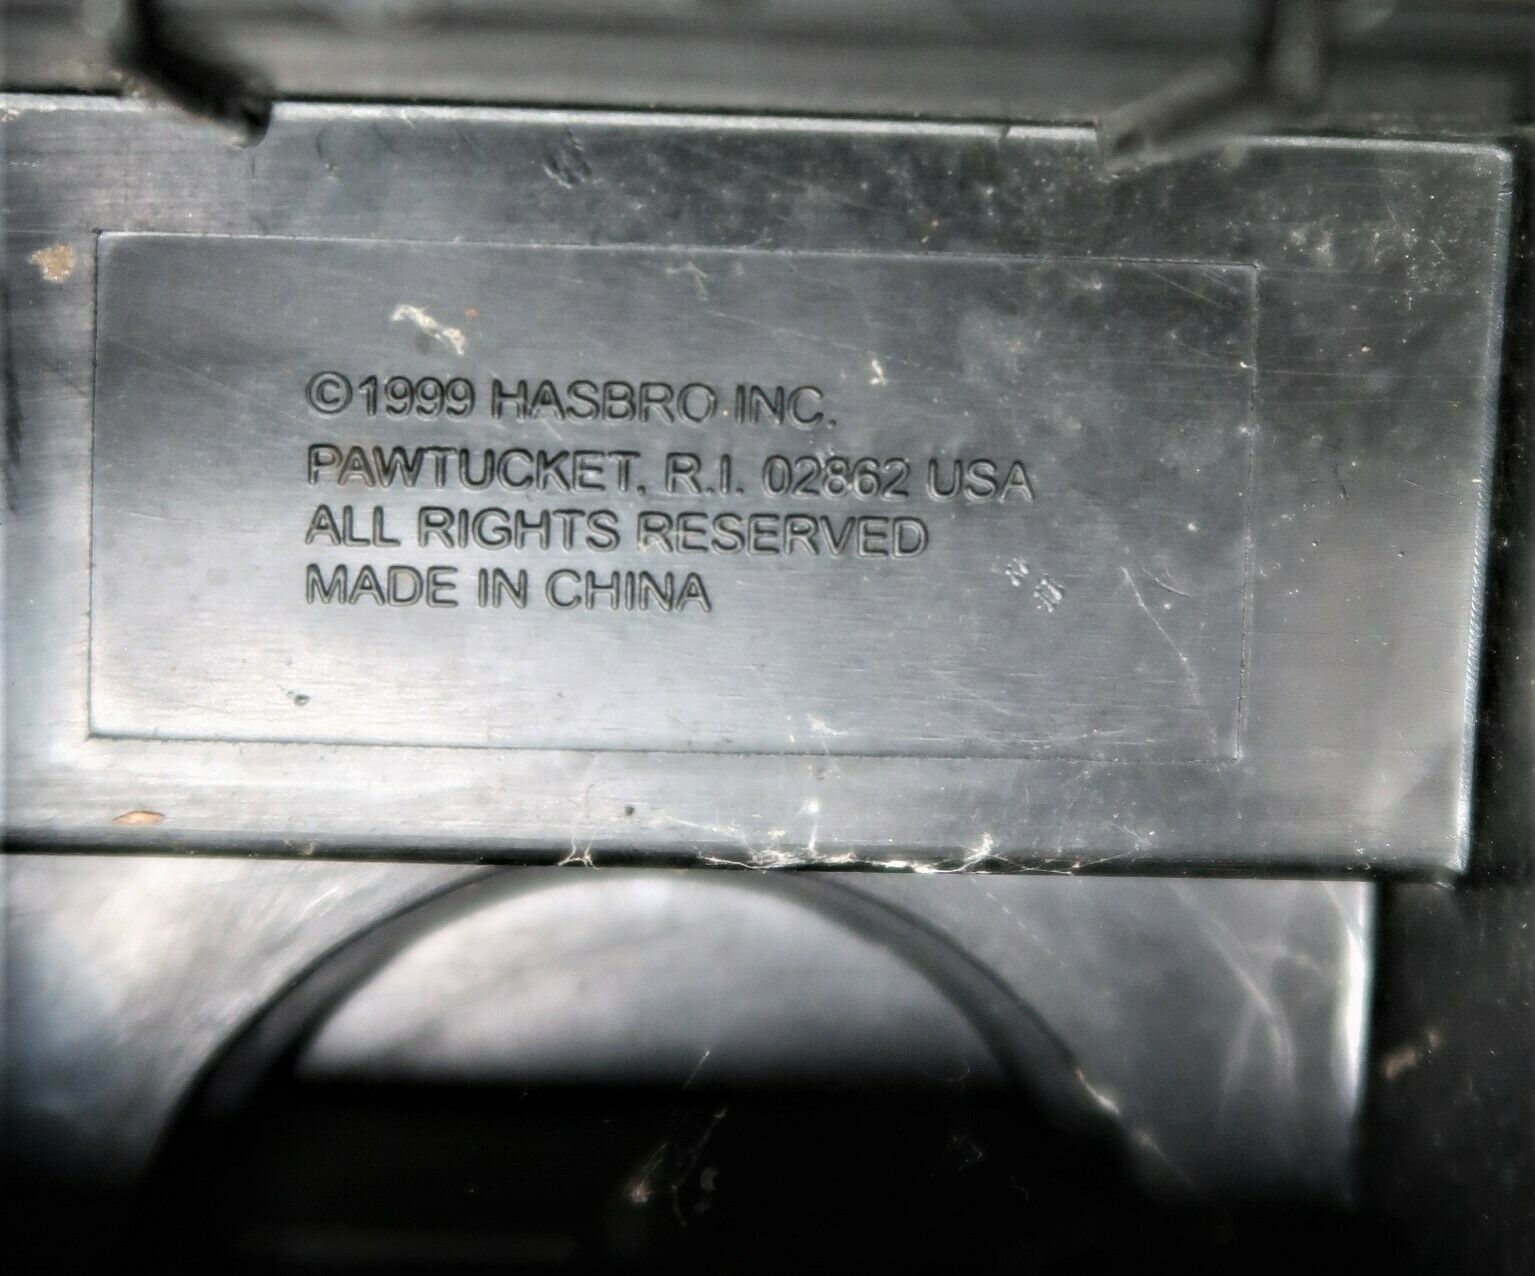 ©1999 HASBRO INC.
PAWTUCKET, R.I. 02862 USA
ALL RIGHTS RESERVED
MADE IN CHINA